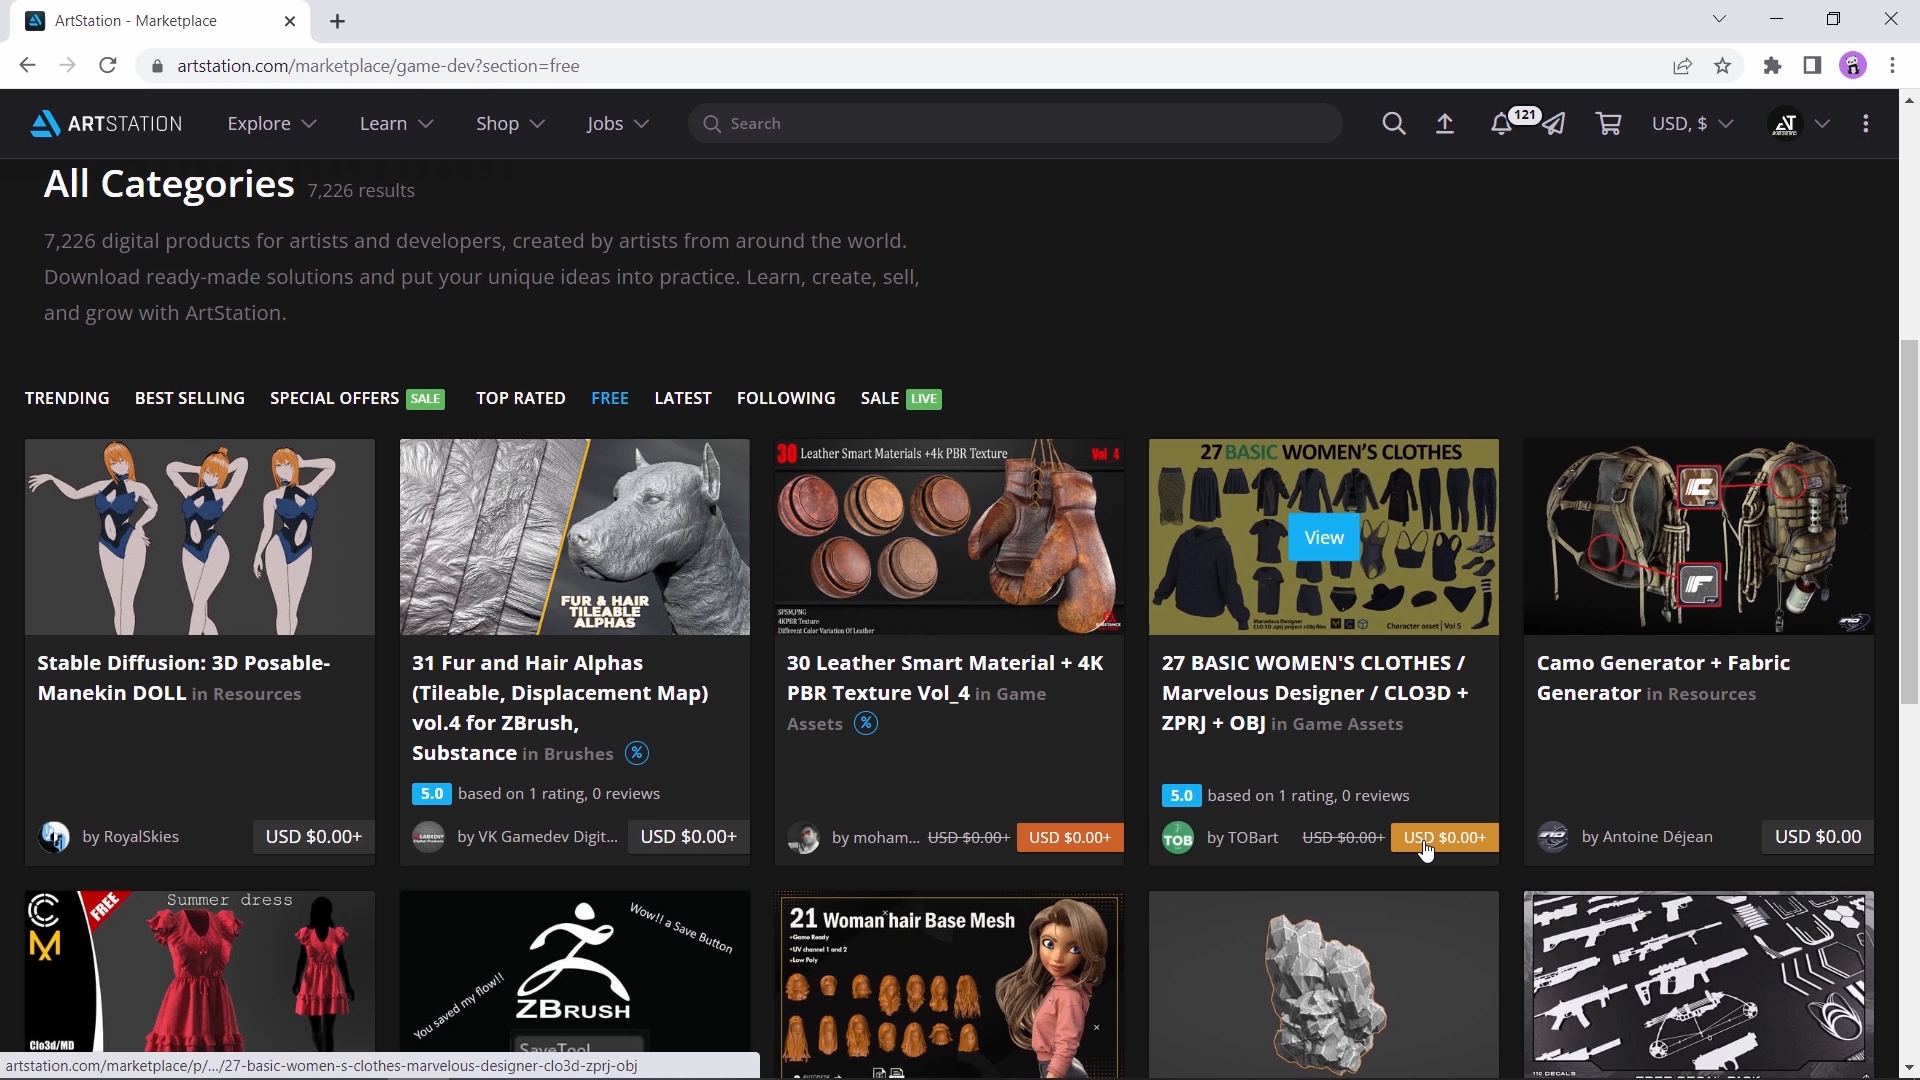 ArtStation - Marketplace
artstation.com/marketplace/game-dev?section=free
ARTSTATION Explore Learn Shop Jobs Search 121 USD, $
All Categories 7,226 results
7,226 digital products for artists and developers, created by artists from around the world.
Download ready-made solutions and put your unique ideas into practice. Learn, create, sell,
and grow with ArtStation.
TRENDING BEST SELLING SPECIAL OFFERS SALE TOP RATED FREE LATEST FOLLOWING SALE LIVE
FUR & HAIR
TILEABLE
ALPHAS
30 Leather Smart Materials +4k PBR Texture Vol_4
SPSM,PNG
4KPBR Texture
Different Color Variation Of Leather
SUBSTANCE
27 BASIC WOMEN'S CLOTHES
View
Marvelous Designer
CLO 3D .zprj project +Obj files
Character asset | Vol 5
Stable Diffusion: 3D Posable-
Manekin DOLL in Resources
by RoyalSkies USD $0.00+
31 Fur and Hair Alphas
(Tileable, Displacement Map)
vol.4 for ZBrush,
Substance in Brushes %
5.0 based on 1 rating, 0 reviews
by VK Gamedev Digit... USD $0.00+
30 Leather Smart Material + 4K
PBR Texture Vol_4 in Game
Assets %
by moham... USD $0.00+ USD $0.00+
27 BASIC WOMEN'S CLOTHES /
Marvelous Designer / CLO3D +
ZPRJ + OBJ in Game Assets
5.0 based on 1 rating, 0 reviews
TOB by TOBart USD $0.00+ USD $0.00+
Camo Generator + Fabric
Generator in Resources
by Antoine Déjean USD $0.00
FREE
Summer dress
Clo3d/MD
Wow!! a Save Button
You saved my flow!!
ZBRUSH
SaveTool
21 Woman hair Base Mesh
Game Ready
UV channel 1 and 2
Low Poly
AUTODESK
110 DECALS
artstation.com/marketplace/p/.../27-basic-women-s-clothes-marvelous-designer-clo3d-zprj-obj